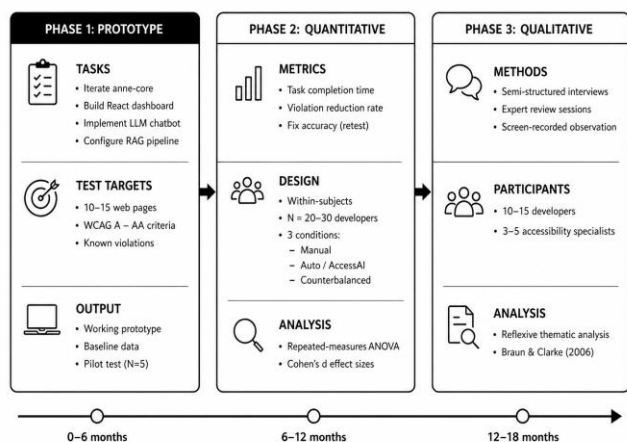 PHASE 1: PROTOTYPE
TASKS
• Iterate anne-core
• Build React dashboard
• Implement LLM chatbot
• Configure RAG pipeline
TEST TARGETS
• 10–15 web pages
• WCAG A – AA criteria
• Known violations
OUTPUT
• Working prototype
• Baseline data
• Pilot test (N=5)
PHASE 2: QUANTITATIVE
METRICS
• Task completion time
• Violation reduction rate
• Fix accuracy (retest)
DESIGN
• Within-subjects
• N = 20–30 developers
• 3 conditions:
– Manual
– Auto / AccessAI
– Counterbalanced
ANALYSIS
• Repeated-measures ANOVA
• Cohen's d effect sizes
PHASE 3: QUALITATIVE
METHODS
• Semi-structured interviews
• Expert review sessions
• Screen-recorded observation
PARTICIPANTS
• 10–15 developers
• 3–5 accessibility specialists
ANALYSIS
• Reflexive thematic analysis
• Braun & Clarke (2006)
0–6 months
6–12 months
12–18 months